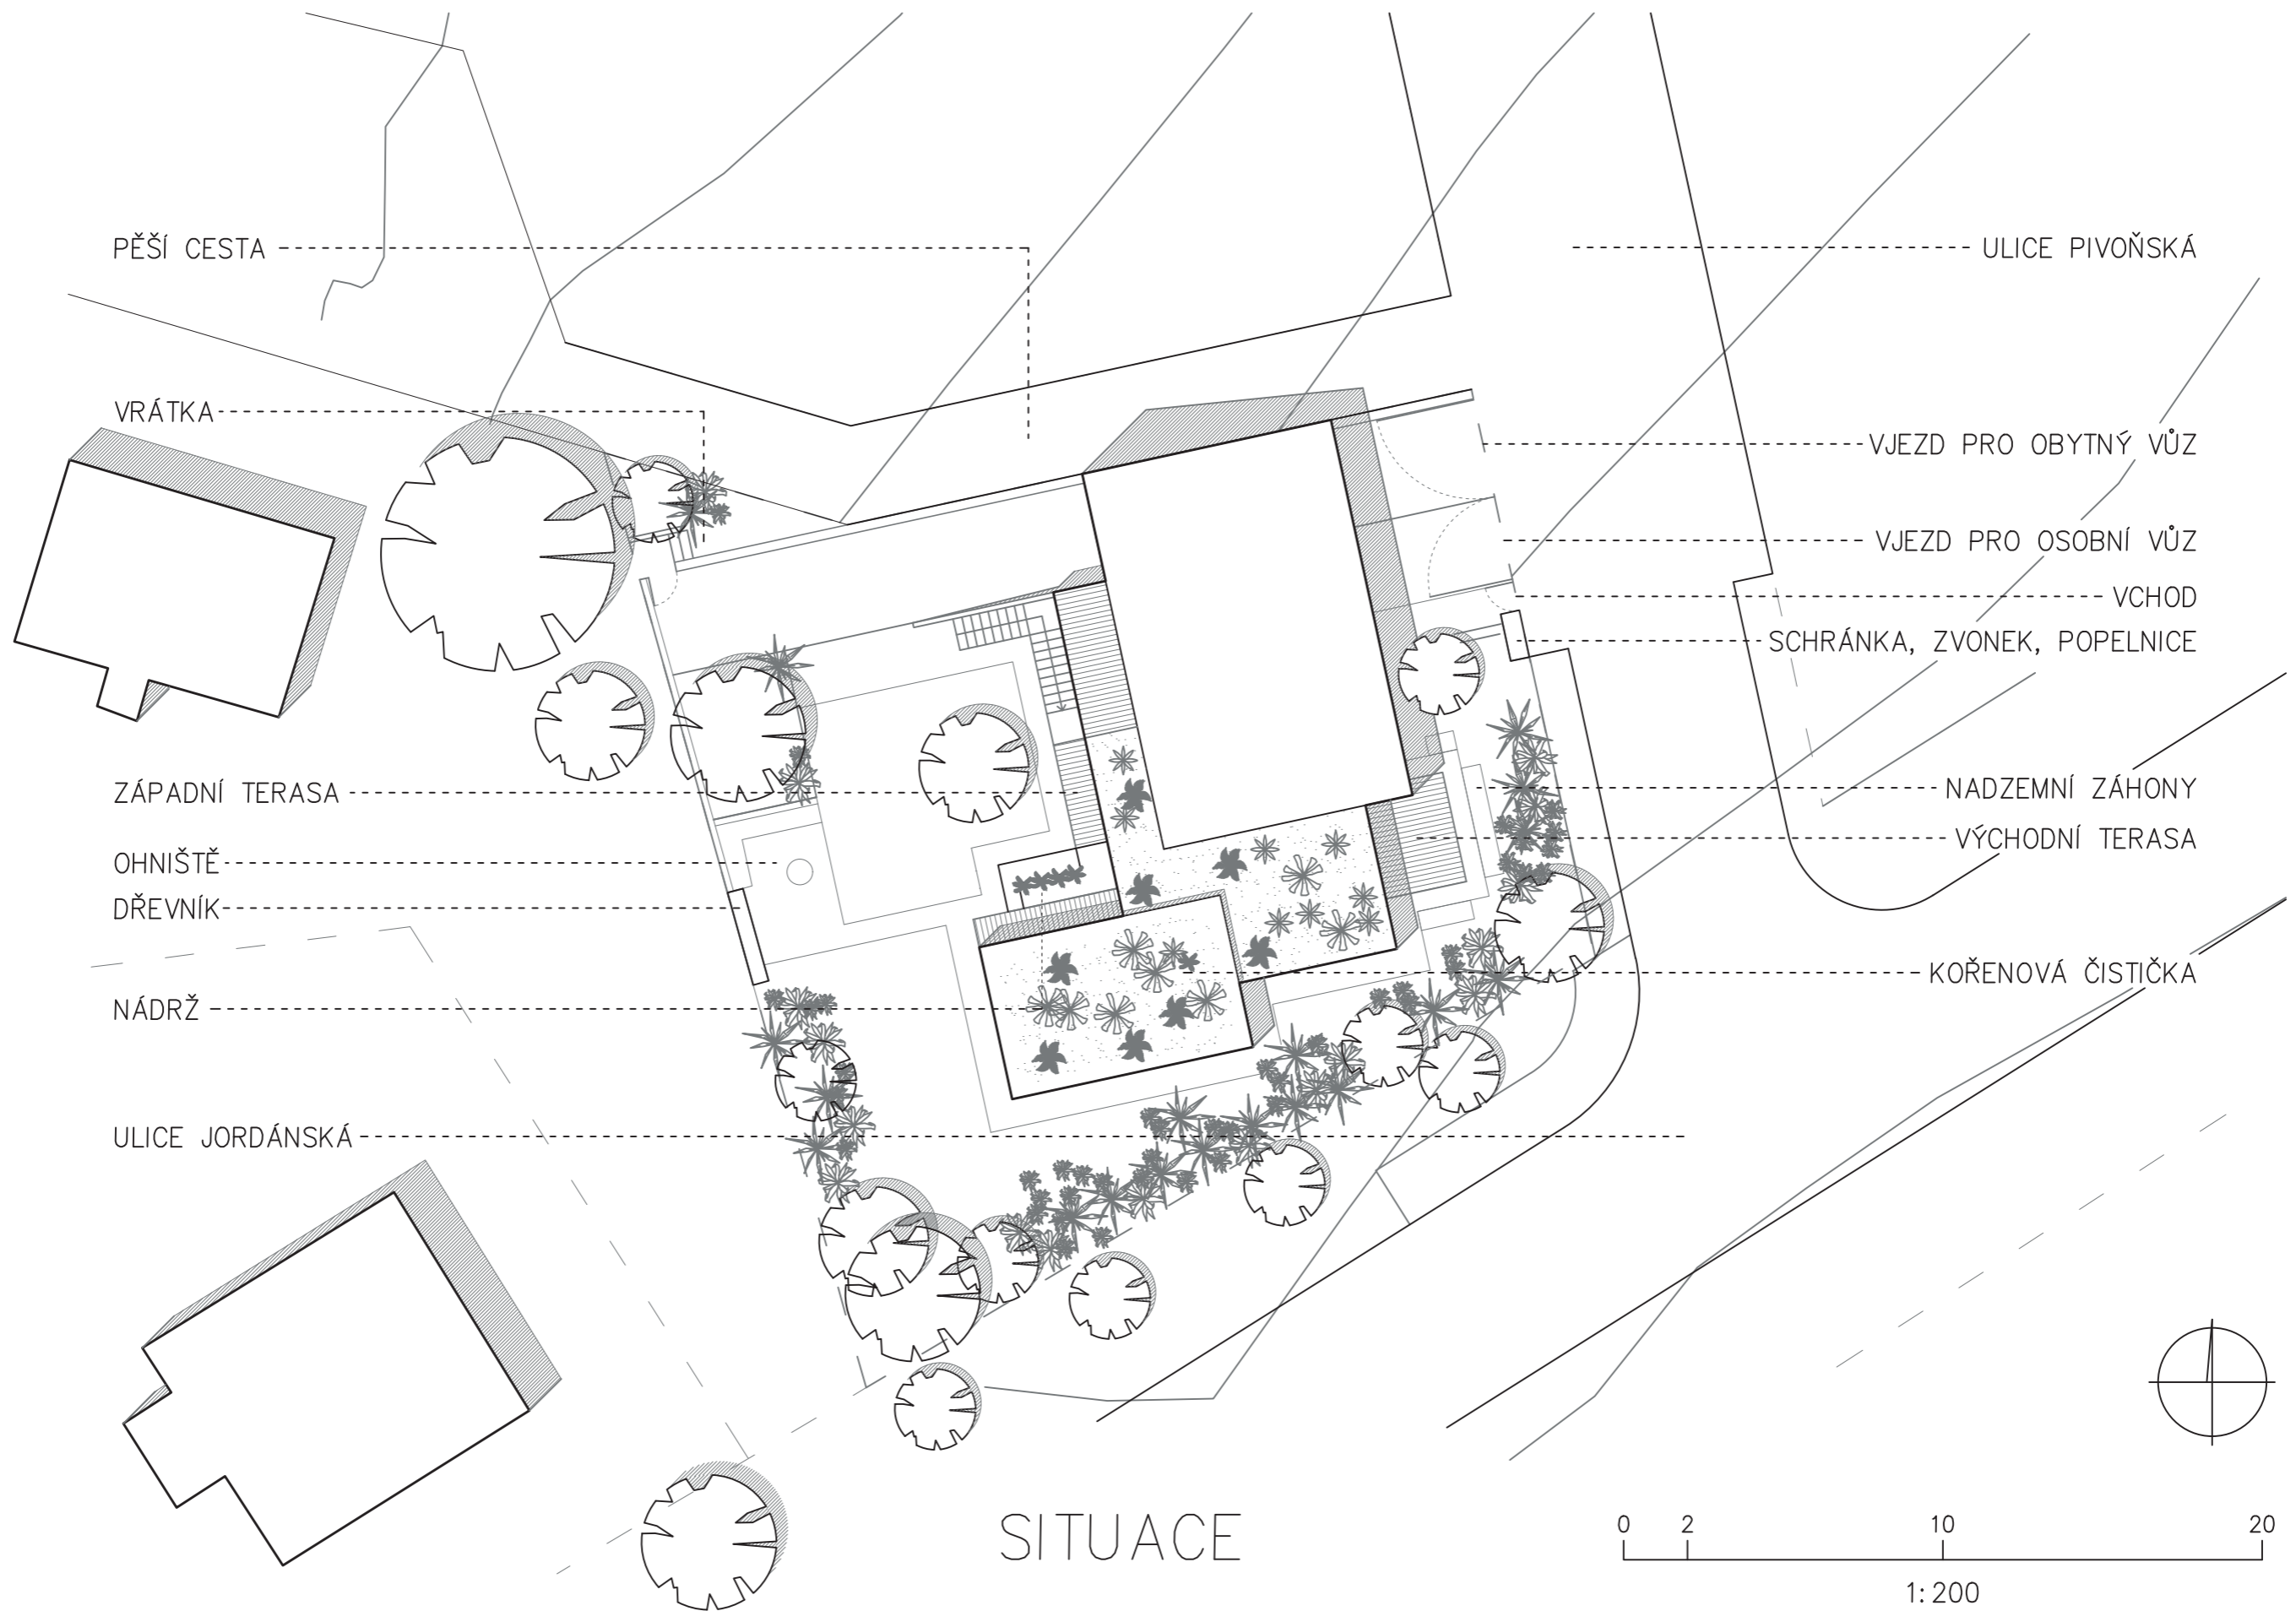 PĚŠÍ CESTA
ULICE PIVOŇSKÁ
VRÁTKA
VJEZD PRO OBYTNÝ VŮZ
VJEZD PRO OSOBNÍ VŮZ
VCHOD
SCHRÁNKA, ZVONEK, POPELNICE
ZÁPADNÍ TERASA
NADZEMNÍ ZÁHONY
VÝCHODNÍ TERASA
OHNIŠTĚ
DŘEVNÍK
KOŘENOVÁ ČISTIČKA
NÁDRŽ
ULICE JORDÁNSKÁ
SITUACE
0 2 10 20
1:200